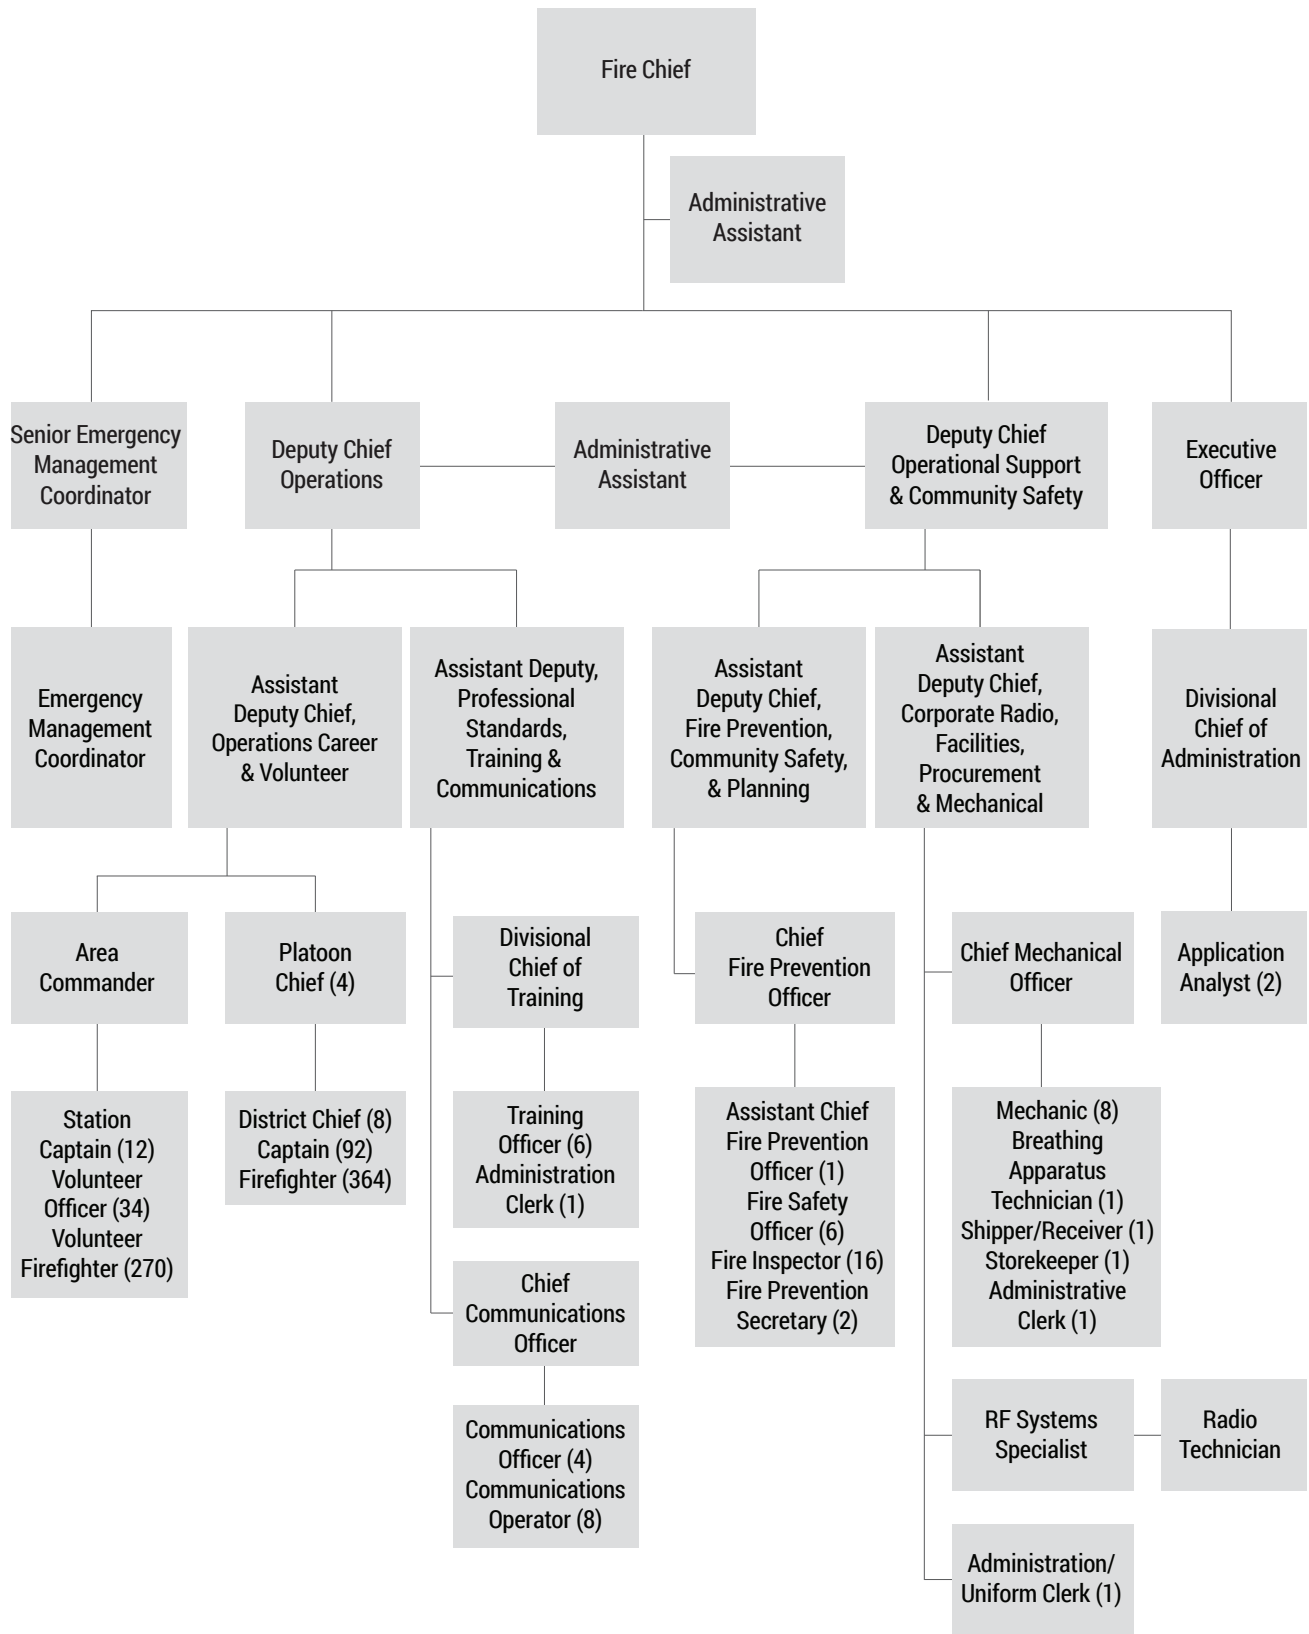 Fire Chief
Administrative
Assistant
Senior Emergency
Management
Coordinator
Deputy Chief
Operations
Administrative
Assistant
Deputy Chief
Operational Support
& Community Safety
Executive
Officer
Emergency
Management
Coordinator
Assistant
Deputy Chief,
Operations Career
& Volunteer
Assistant Deputy,
Professional
Standards,
Training &
Communications
Assistant
Deputy Chief,
Fire Prevention,
Community Safety,
& Planning
Assistant
Deputy Chief,
Corporate Radio,
Facilities,
Procurement
& Mechanical
Divisional
Chief of
Administration
Area
Commander
Platoon
Chief (4)
Divisional
Chief of
Training
Chief
Fire Prevention
Officer
Chief Mechanical
Officer
Application
Analyst (2)
Station
Captain (12)
Volunteer
Officer (34)
Volunteer
Firefighter (270)
District Chief (8)
Captain (92)
Firefighter (364)
Training
Officer (6)
Administration
Clerk (1)
Assistant Chief
Fire Prevention
Officer (1)
Fire Safety
Officer (6)
Fire Inspector (16)
Fire Prevention
Secretary (2)
Mechanic (8)
Breathing
Apparatus
Technician (1)
Shipper/Receiver (1)
Storekeeper (1)
Administrative
Clerk (1)
Chief
Communications
Officer
Communications
Officer (4)
Communications
Operator (8)
RF Systems
Specialist
Radio
Technician
Administration/
Uniform Clerk (1)